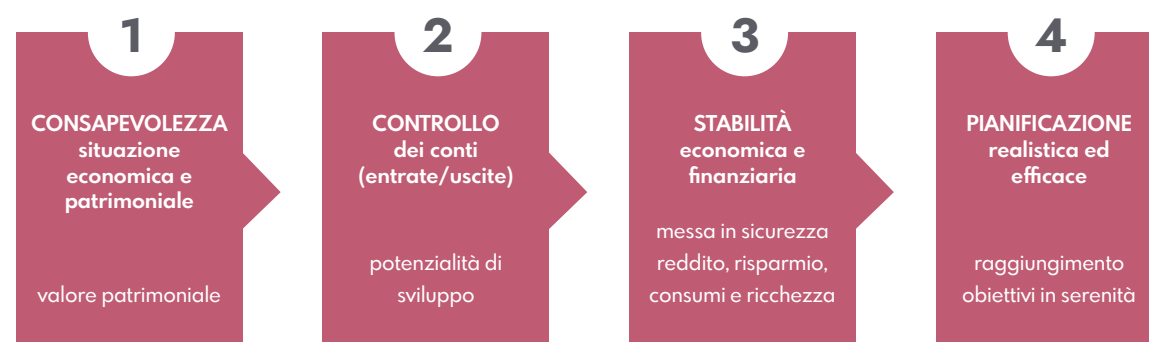 1
CONSAPEVOLEZZA
situazione
economica e
patrimoniale
valore patrimoniale
2
CONTROLLO
dei conti
(entrate/uscite)
potenzialità di
sviluppo
3
STABILITÀ
economica e
finanziaria
messa in sicurezza
reddito, risparmio,
consumi e ricchezza
4
PIANIFICAZIONE
realistica ed
efficace
raggiungimento
obiettivi in serenità